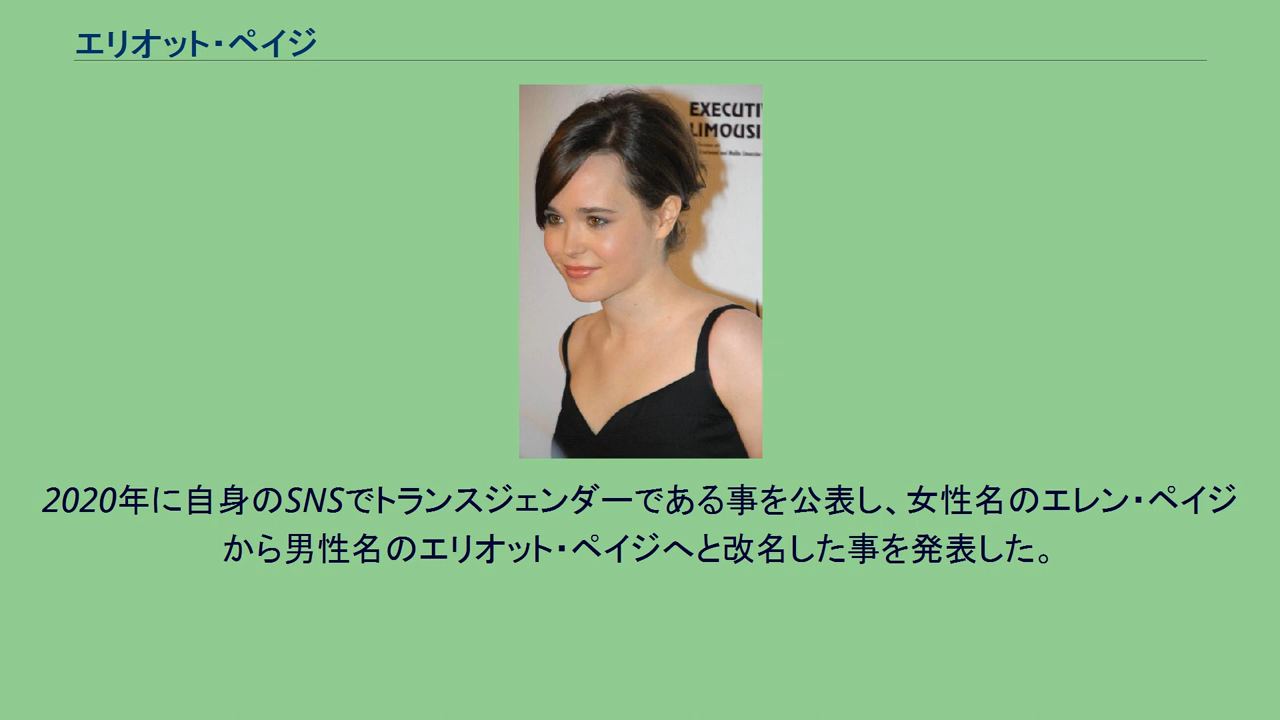 エリオット・ペイジ
EXECUTI
LIMOUSI
2020年に自身のSNSでトランスジェンダーである事を公表し、女性名のエレン・ペイジ
から男性名のエリオット・ペイジへと改名した事を発表した。